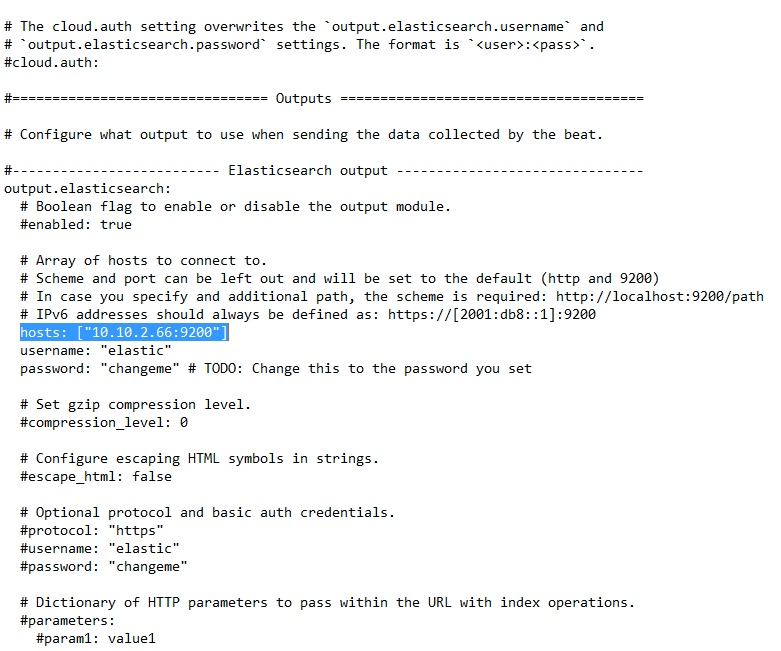 # The cloud.auth setting overwrites the `output.elasticsearch.username` and
# `output.elasticsearch.password` settings. The format is `<user>:<pass>`.
#cloud.auth:
#================================ Outputs ======================================
# Configure what output to use when sending the data collected by the beat.
#-------------------------- Elasticsearch output -------------------------------
output.elasticsearch:
# Boolean flag to enable or disable the output module.
#enabled: true
# Array of hosts to connect to.
# Scheme and port can be left out and will be set to the default (http and 9200)
# In case you specify and additional path, the scheme is required: http://localhost:9200/path
# IPv6 addresses should always be defined as: https://[2001:db8::1]:9200
hosts: ["10.10.2.66:9200"]
username: "elastic"
password: "changeme" # TODO: Change this to the password you set
# Set gzip compression level.
#compression_level: 0
# Configure escaping HTML symbols in strings.
#escape_html: false
# Optional protocol and basic auth credentials.
#protocol: "https"
#username: "elastic"
#password: "changeme"
# Dictionary of HTTP parameters to pass within the URL with index operations.
#parameters:
#param1: value1